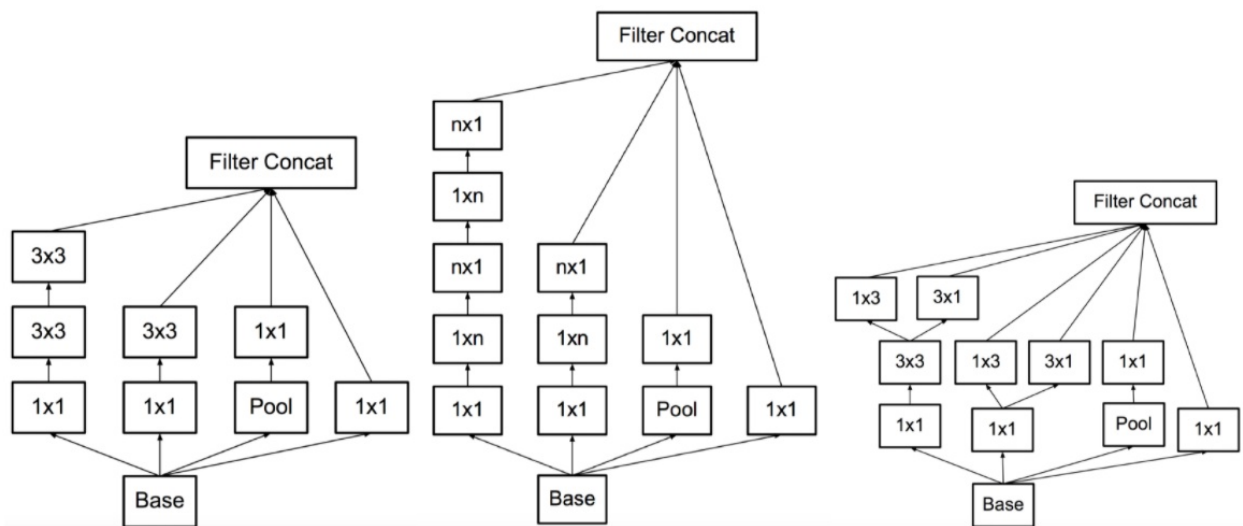 Filter Concat
3x3
3x3 3x3 1x1
1x1 1x1 Pool 1x1
Base
Filter Concat
nx1
1xn
nx1 nx1
1xn 1xn 1x1
1x1 1x1 Pool 1x1
Base
Filter Concat
1x3 3x1
3x3 1x3 3x1 1x1
1x1 1x1 Pool 1x1
Base